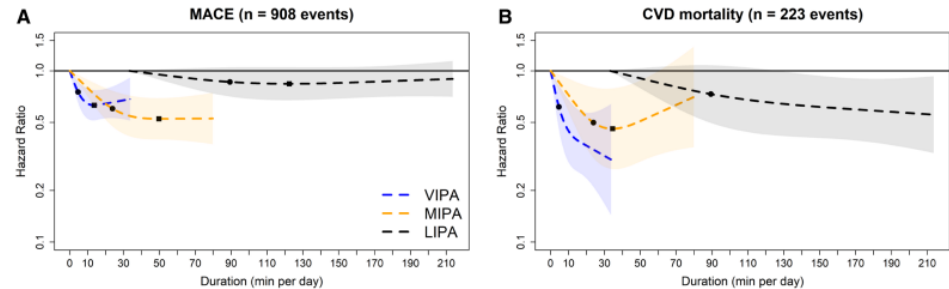 A
MACE (n = 908 events)
Hazard Ratio
1.5
1.0
0.5
0.2
0.1
VIPA
MIPA
LIPA
0 10 30 50 70 90 110 130 150 170 190 210
Duration (min per day)
B
CVD mortality (n = 223 events)
Hazard Ratio
1.5
1.0
0.5
0.2
0.1
0 10 30 50 70 90 110 130 150 170 190 210
Duration (min per day)